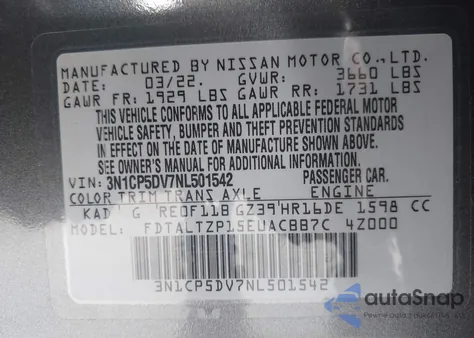 MANUFACTURED BY NISSAN MOTOR CO., LTD.
DATE: 03/22. GVWR: 3660 LBS
GAWR FR: 1929 LBS GAWR RR: 1731 LBS
THIS VEHICLE CONFORMS TO ALL APPLICABLE FEDERAL MOTOR
VEHICLE SAFETY, BUMPER AND THEFT PREVENTION STANDARDS
IN EFFECT ON THE DATE OF MANUFACTURE SHOWN ABOVE.
SEE OWNER'S MANUAL FOR ADDITIONAL INFORMATION
VIN: 3N1CP5DV7NL501542 PASSENGER CAR.
COLOR TRIM TRANS AXLE ENGINE
KAD G RE0F11B GZ39 HR16DE 1598 CC
MODEL: FDTALTZP15EUACBB7C 4Z000
3N1CP5DV7NL501542
autoSnap